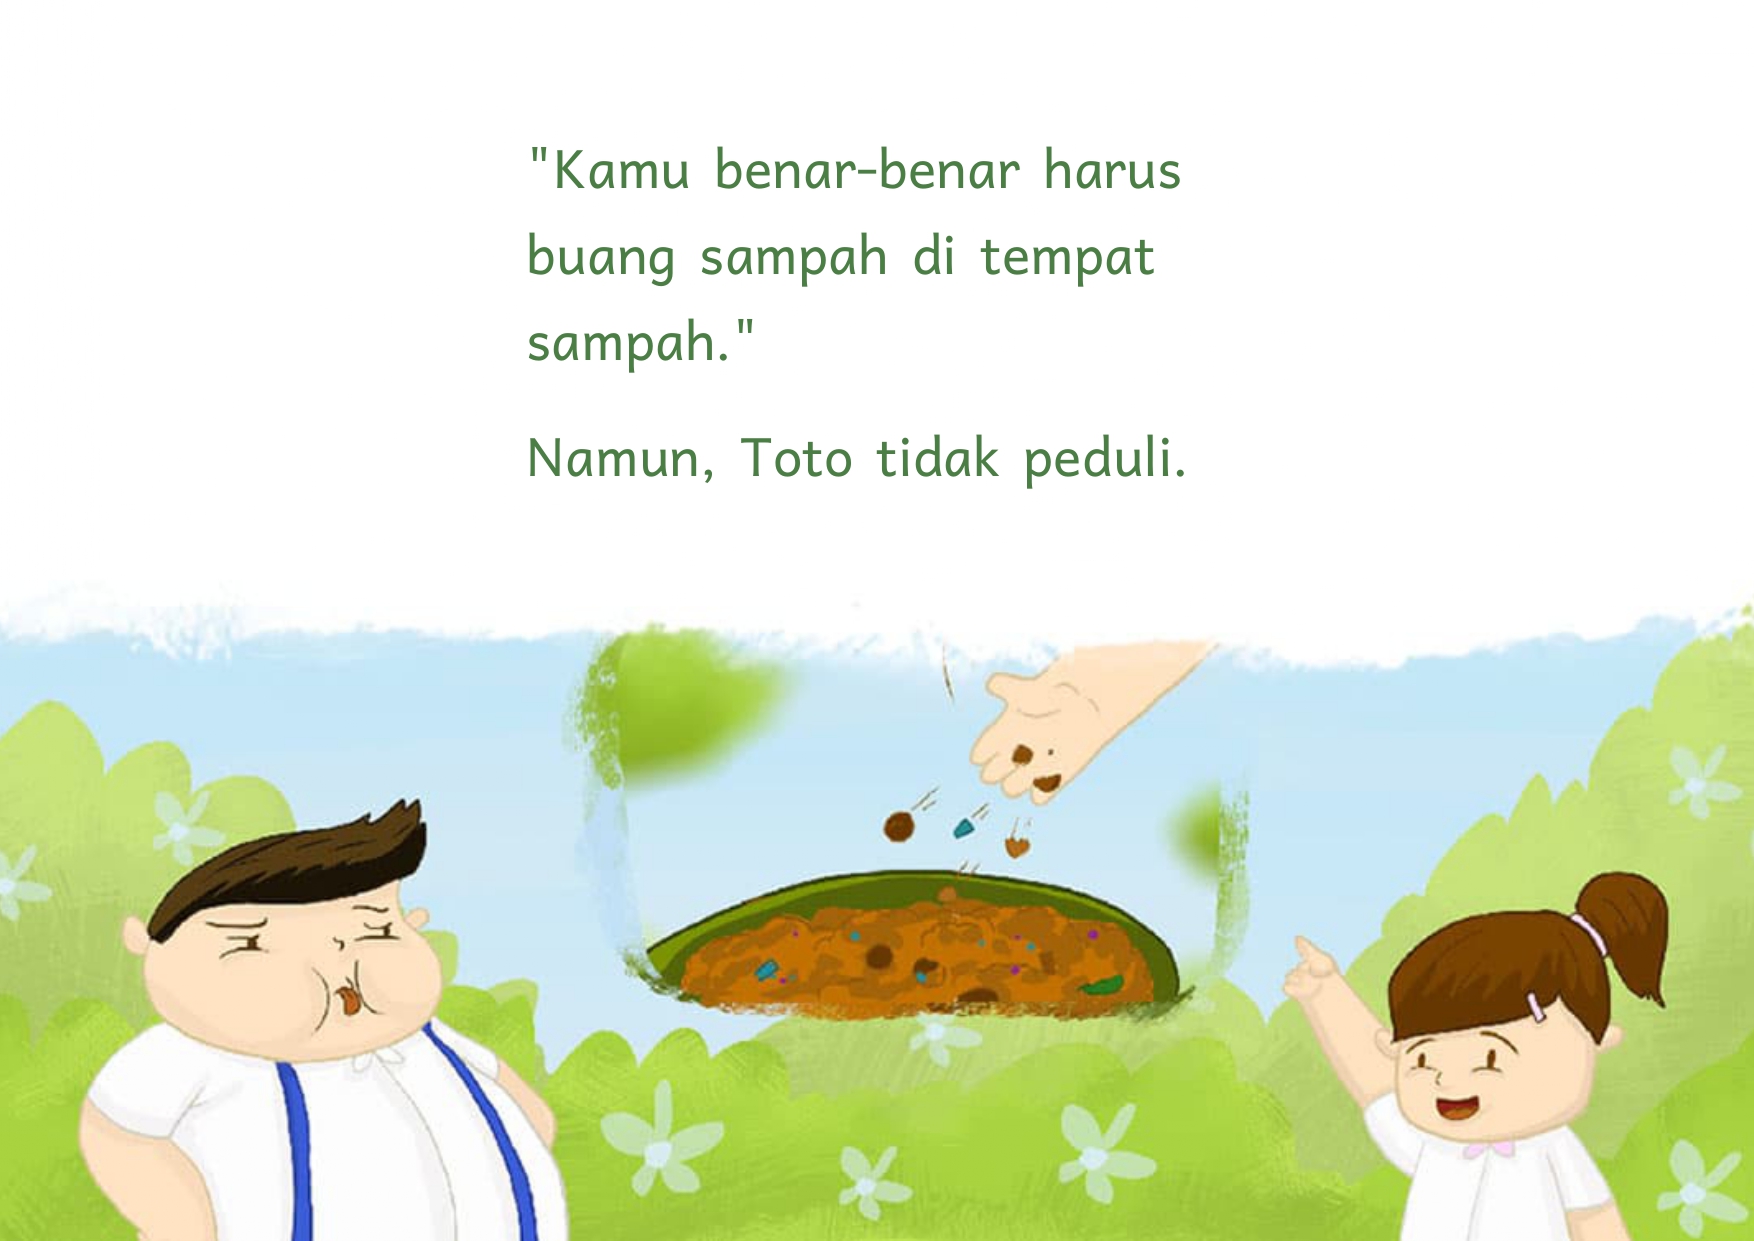 "Kamu benar-benar harus
buang sampah di tempat
sampah."
Namun, Toto tidak peduli.